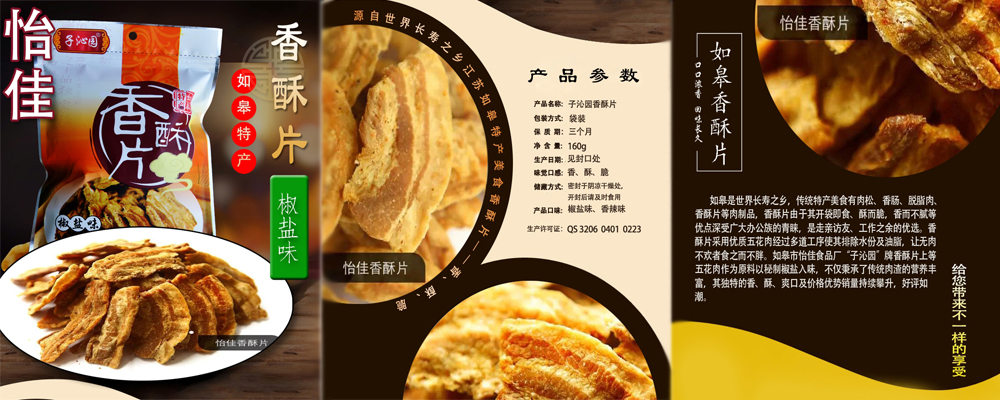 怡佳
子沁园
香酥片
椒盐味
香酥片
如皋特产
椒盐味
怡佳香酥片
源自世界长寿之乡江苏如皋特产美食香香酥片——香、酥、脆
怡佳香酥片
产品参数
产品名称: 子沁园香酥片
包装方式: 袋装
保 质 期: 三个月
净 含 量: 160g
生产日期: 见封口处
味觉口感: 香、酥、脆
储藏方式: 密封于阴凉干燥处,
开封后请及时食用
产品口味: 椒盐味、香辣味
生产许可证: QS 3206 0401 0223
怡佳香酥片
如皋香酥片
口口浓香 回味长久
如皋是世界长寿之乡，传统特产美食有肉松、香肠、脱脂肉、
香酥片等肉制品，香酥片由于其开袋即食、酥而脆，香而不腻等
优点深受广大办公族的青睐，是走亲访友、工作之余的优选。香
酥片采用优质五花肉经过多道工序使其排除水份及油脂，让无肉
不欢者食之而不胖。如皋市怡佳食品厂“子沁园”牌香酥片上等
五花肉作为原料以秘制椒盐入味，不仅秉承了传统肉渣的营养丰
富，其独特的香、酥、爽口及价格优势销量持续攀升，好评如
潮。
给您带来不一样的享受